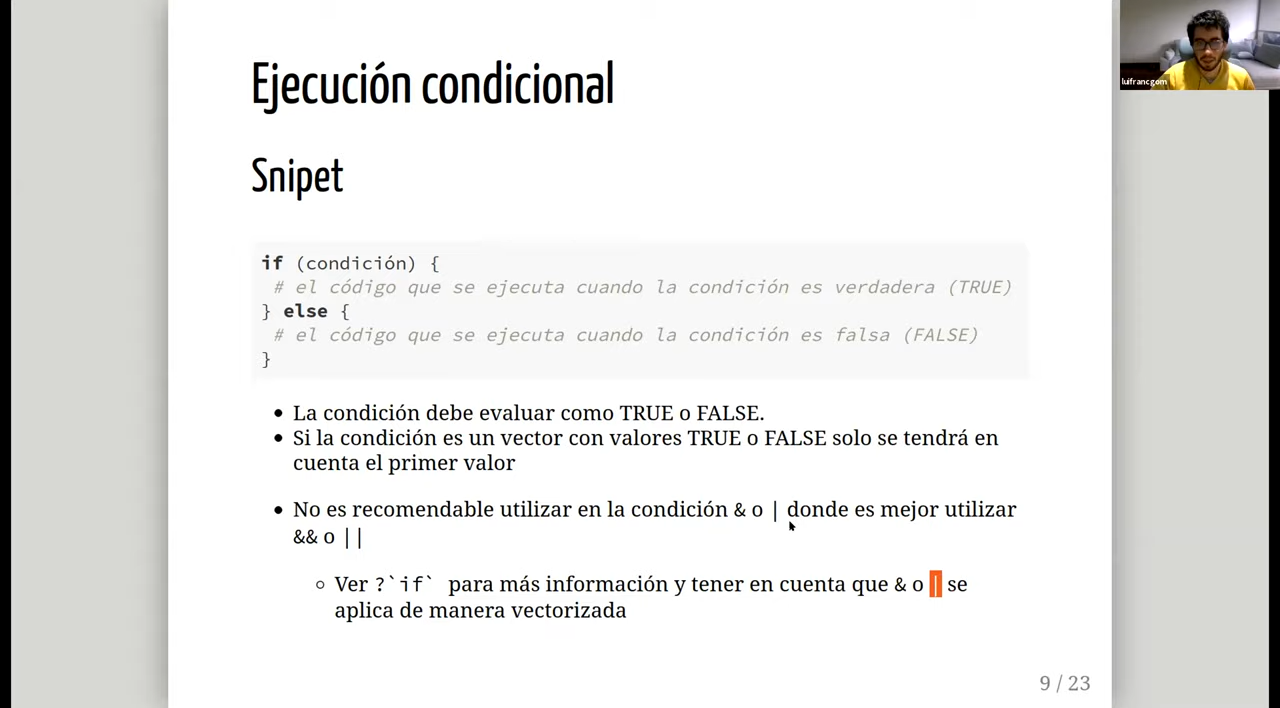 Ejecución condicional
luifrancgom
Snipet
if (condición) {
# el código que se ejecuta cuando la condición es verdadera (TRUE)
} else {
# el código que se ejecuta cuando la condición es falsa (FALSE)
}
• La condición debe evaluar como TRUE o FALSE.
• Si la condición es un vector con valores TRUE o FALSE solo se tendrá en
cuenta el primer valor
• No es recomendable utilizar en la condición & o | donde es mejor utilizar
&& o ||
◦ Ver ?`if` para más información y tener en cuenta que & o | se
aplica de manera vectorizada
9 / 23